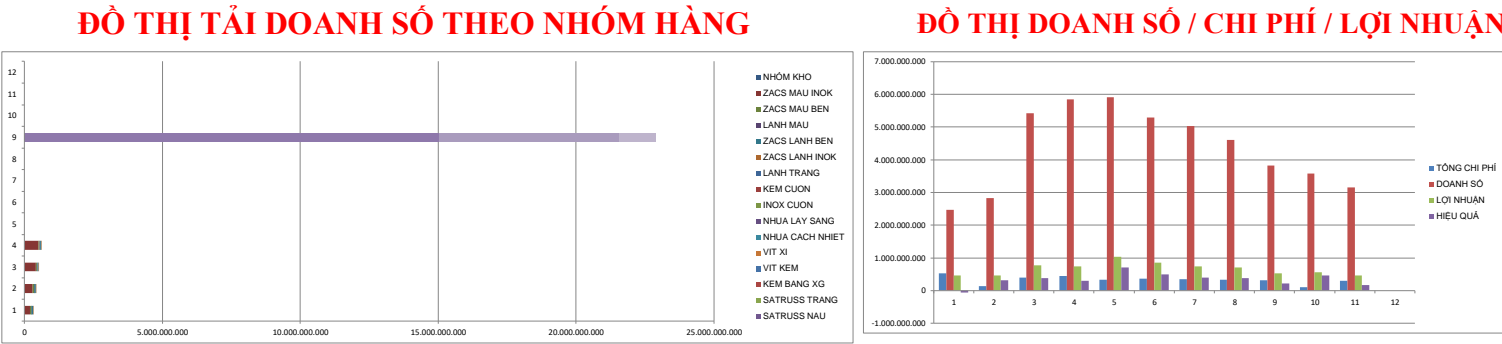 ĐỒ THỊ TẢI DOANH SỐ THEO NHÓM HÀNG
12
11
10
9
8
7
6
5
4
3
2
1
0
5.000.000.000
10.000.000.000
15.000.000.000
20.000.000.000
25.000.000.000
NHÓM KHO
ZACS MAU INOK
ZACS MAU BEN
LANH MAU
ZACS LANH BEN
ZACS LANH INOK
LANH TRANG
KEM CUON
INOX CUON
NHUA LAY SANG
NHUA CACH NHIET
VIT XI
VIT KEM
KEM BANG XG
SATRUSS TRANG
SATRUSS NAU
ĐỒ THỊ DOANH SỐ / CHI PHÍ / LỢI NHUẬN
7.000.000.000
6.000.000.000
5.000.000.000
4.000.000.000
3.000.000.000
2.000.000.000
1.000.000.000
0
-1.000.000.000
1
2
3
4
5
6
7
8
9
10
11
12
TỔNG CHI PHÍ
DOANH SỐ
LỢI NHUẬN
HIỆU QUẢ